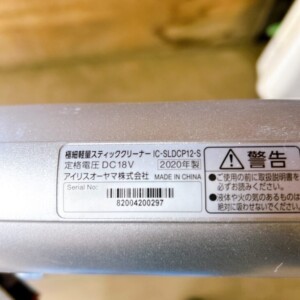 極細軽量スティッククリーナー IC-SLDCP12-S
定格電圧 DC18V 2020年製
アイリスオーヤマ株式会社 MADE IN CHINA
Serial No:
82004200297
警告
●ご使用の前に取扱説明書を
必ずお読みください。
●液体や火の気のあるものは
絶対に吸わせないでください。